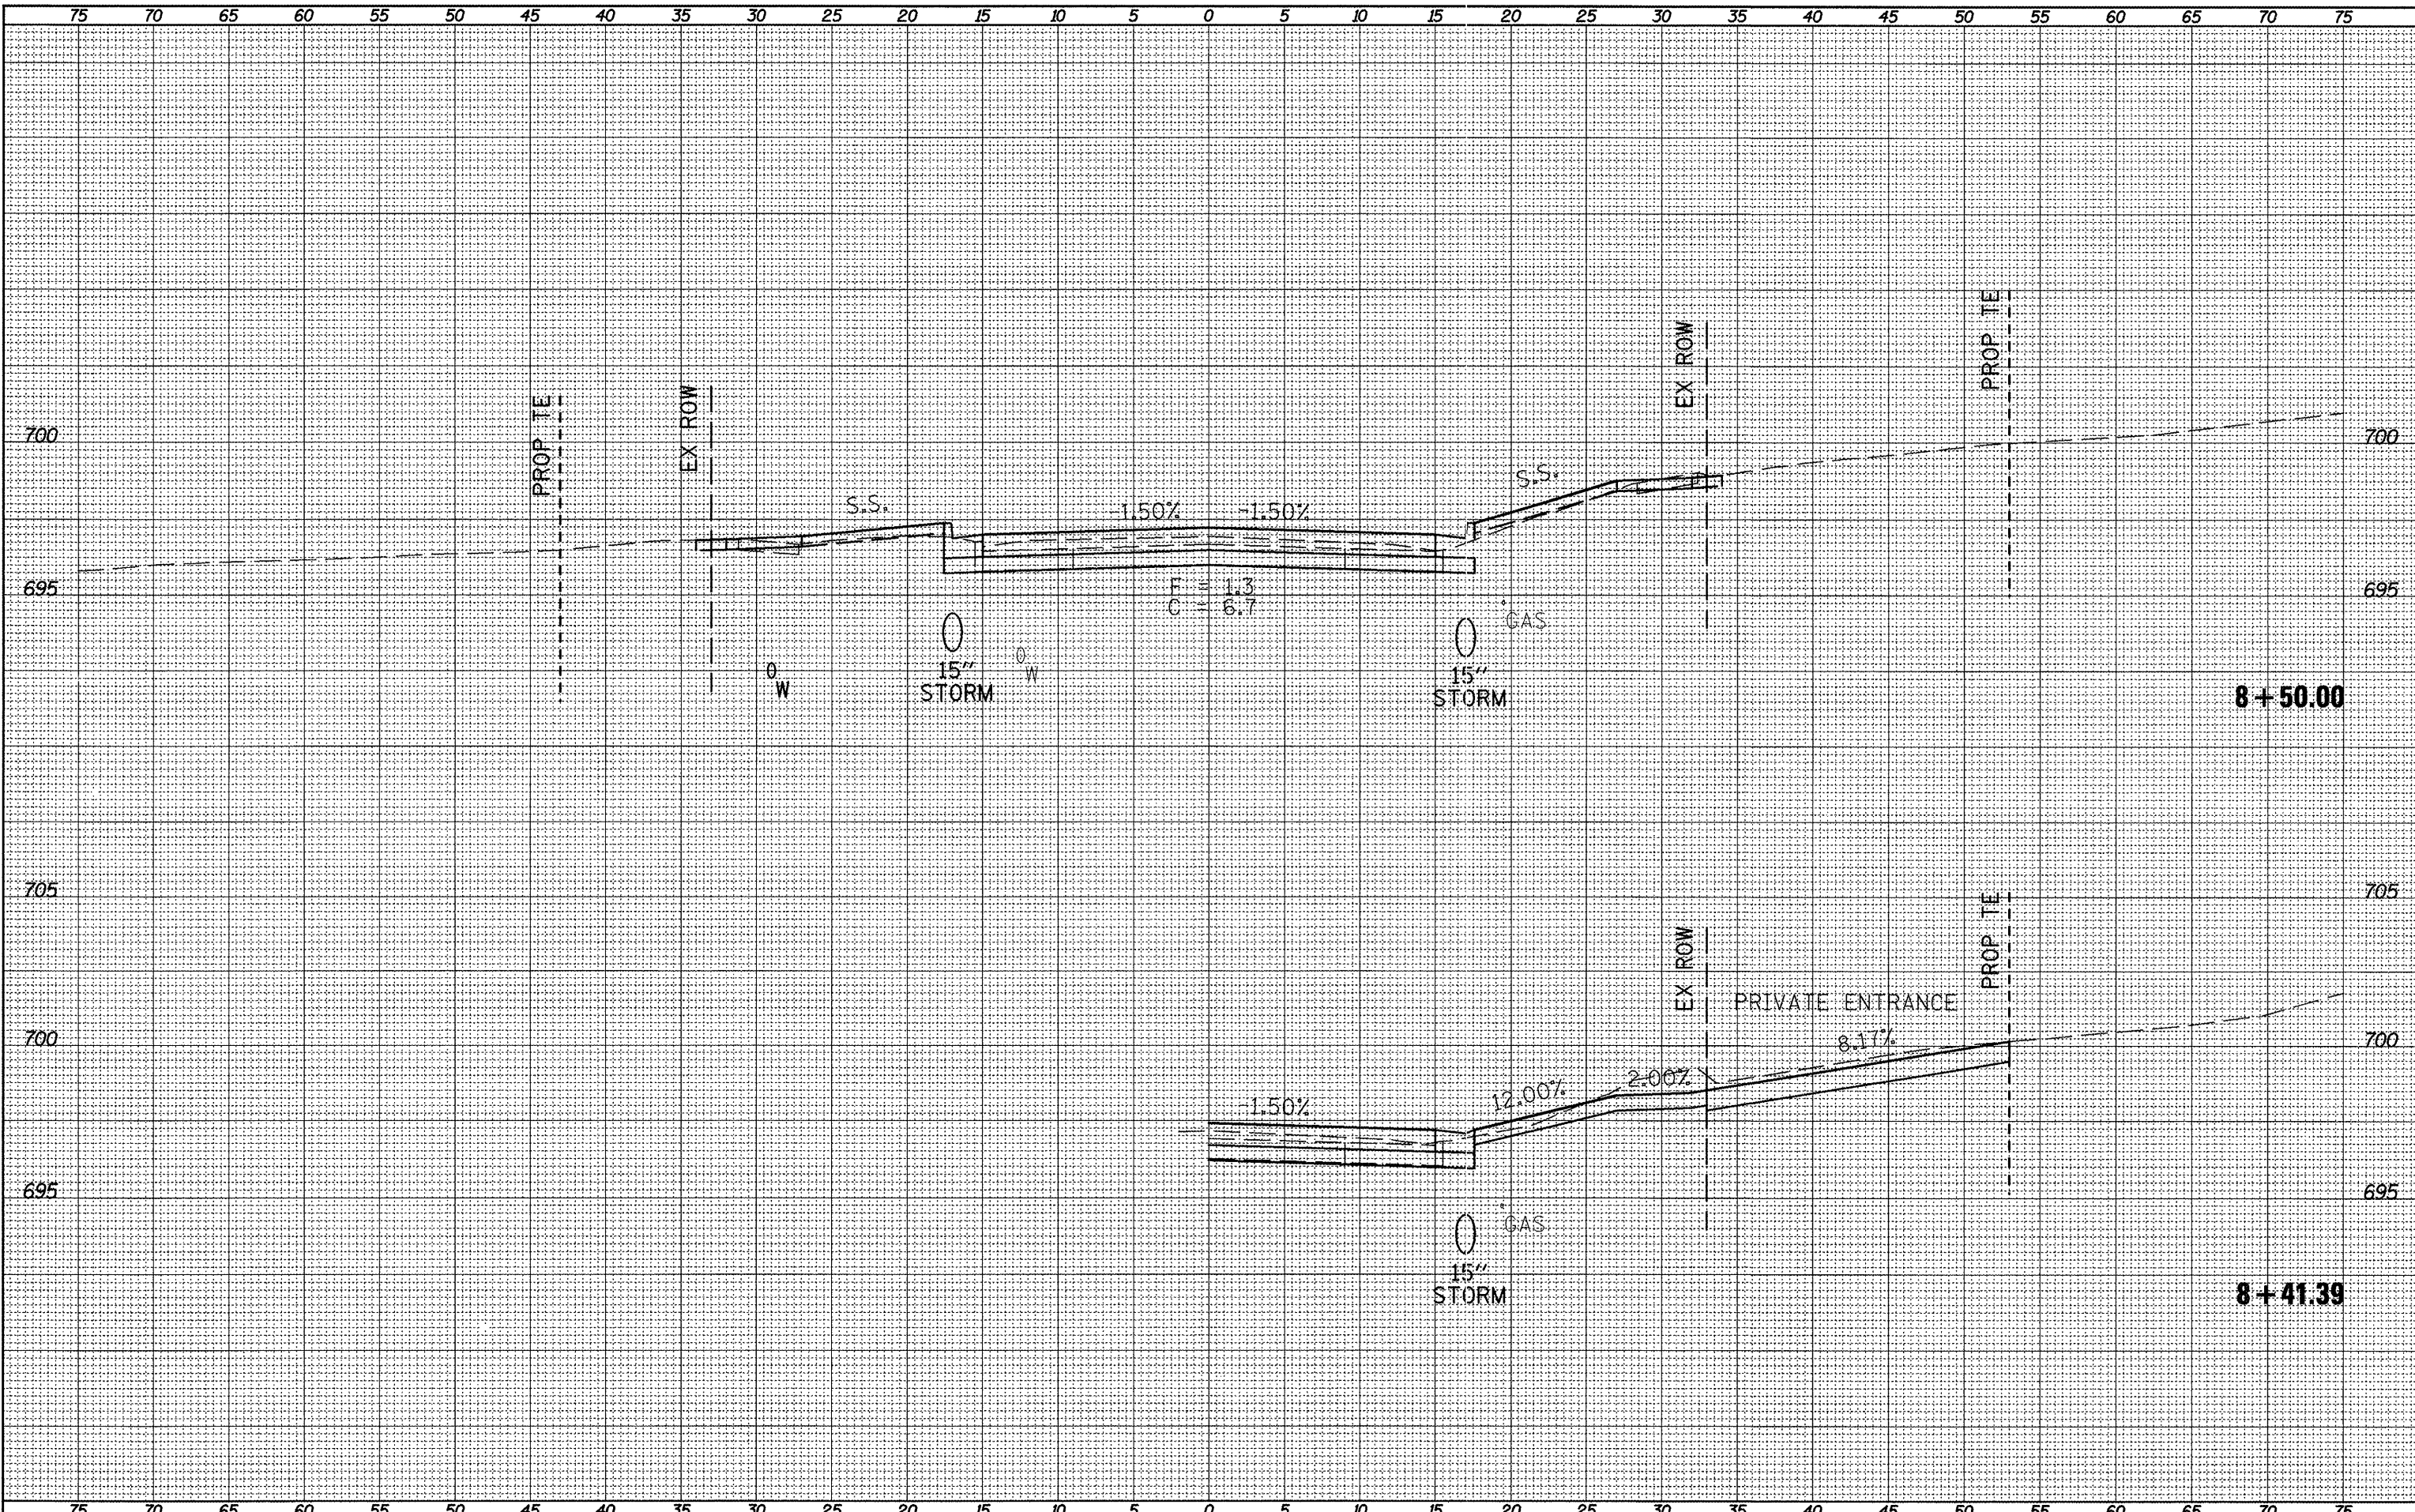 75 70 65 60 55 50 45 40 35 30 25 20 15 10 5 0 5 10 15 20 25 30 35 40 45 50 55 60 65 70 75
PROP TE
EX ROW
EX ROW
PROP TE
700
700
S.S.
-1.50%
-1.50%
S.S.
695
695
F = 1.3
C = 6.7
GAS
15"
STORM
W
W
15"
STORM
8+50.00
705
705
EX ROW
PROP TE
PRIVATE ENTRANCE
700
8.17%
700
-1.50%
12.00%
2.00%
695
695
GAS
15"
STORM
8+41.39
75 70 65 60 55 50 45 40 35 30 25 20 15 10 5 0 5 10 15 20 25 30 35 40 45 50 55 60 65 70 75